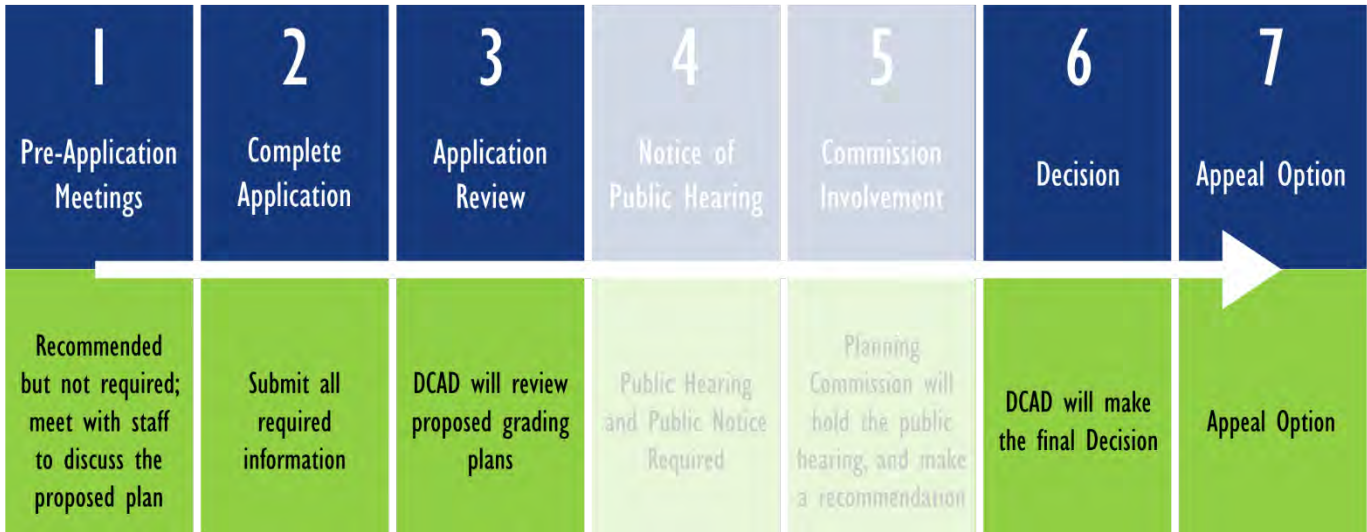 1
Pre-Application
Meetings
Recommended
but not required;
meet with staff
to discuss the
proposed plan
2
Complete
Application
Submit all
required
information
3
Application
Review
DCAD will review
proposed grading
plans
4
Notice of
Public Hearing
Public Hearing
and Public Notice
Required
5
Commission
Involvement
Planning
Commission will
hold the public
hearing, and make
a recommendation
6
Decision
DCAD will make
the final Decision
7
Appeal Option
Appeal Option